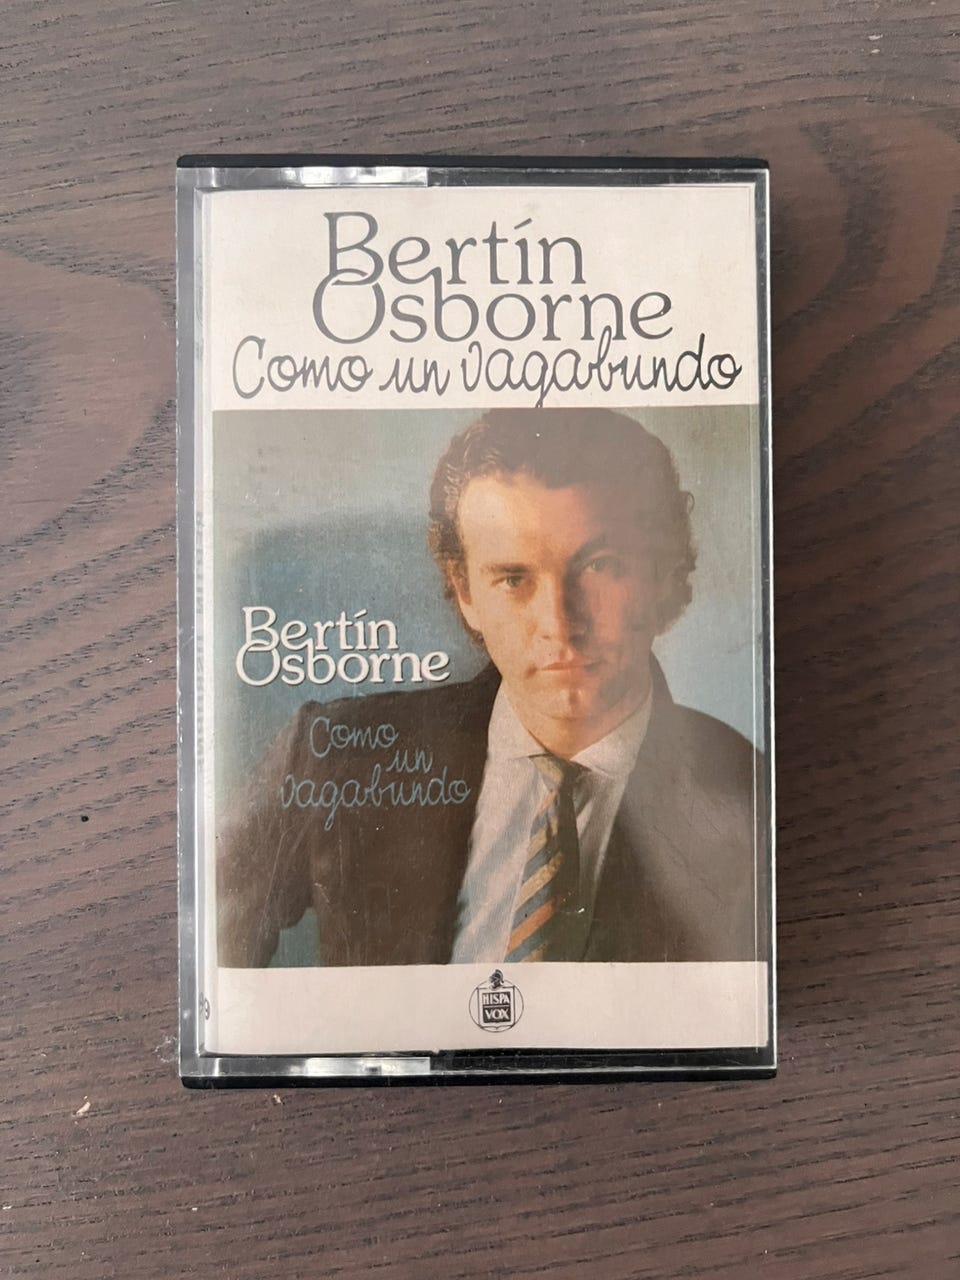 Bertín
Osborne
Como un vagabundo
Bertín
Osborne
Como
un
vagabundo
HISPA
VOX